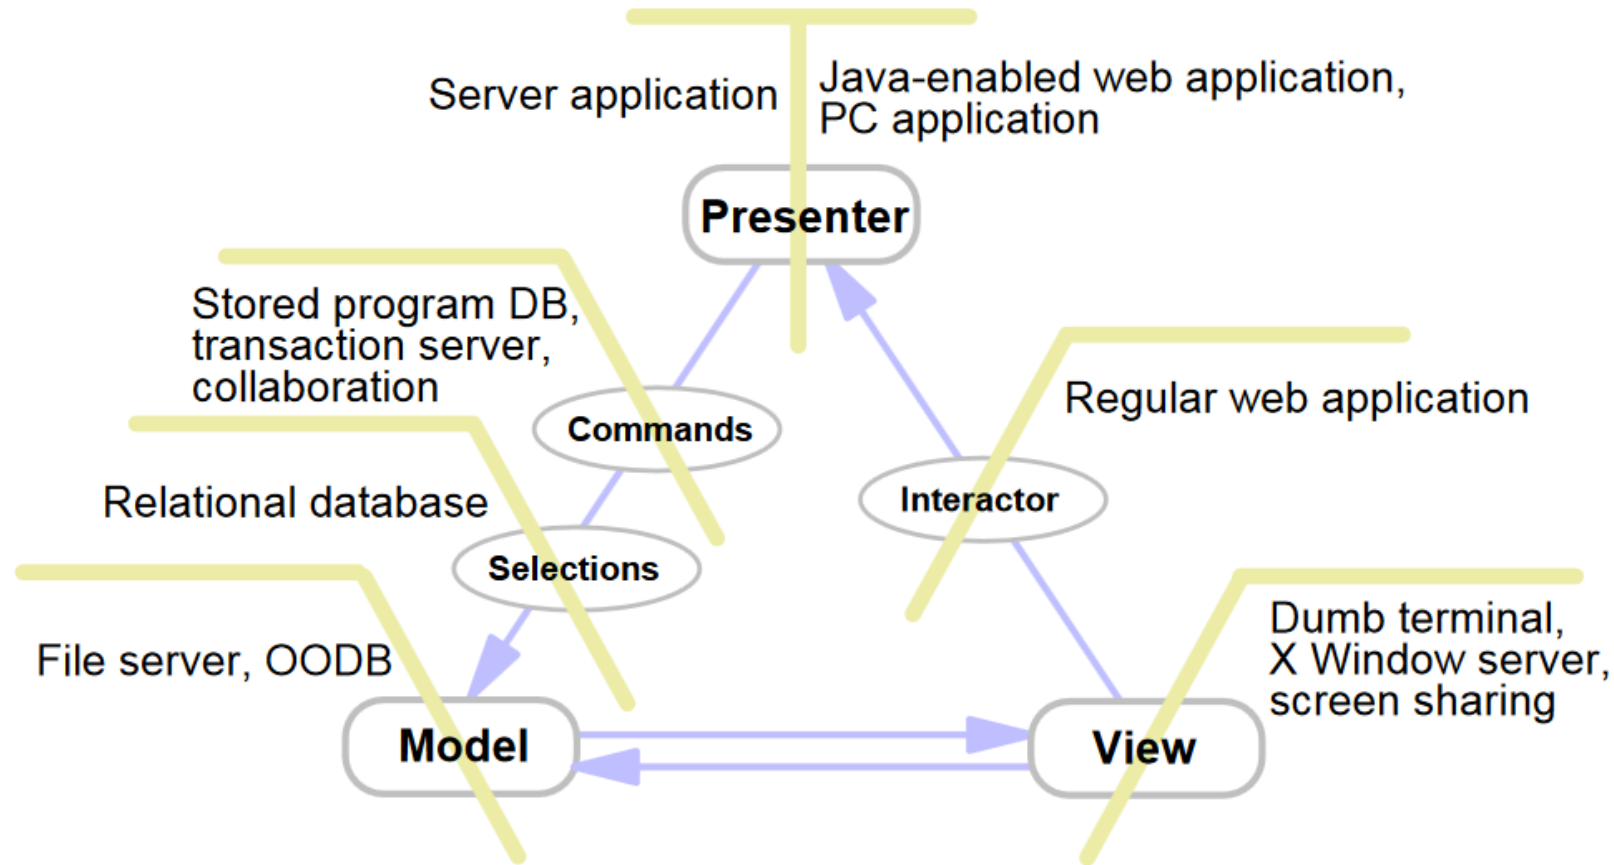 Server application
Java-enabled web application,
PC application
Presenter
Stored program DB,
transaction server,
collaboration
Commands
Regular web application
Relational database
Interactor
Selections
File server, OODB
Dumb terminal,
X Window server,
screen sharing
Model
View